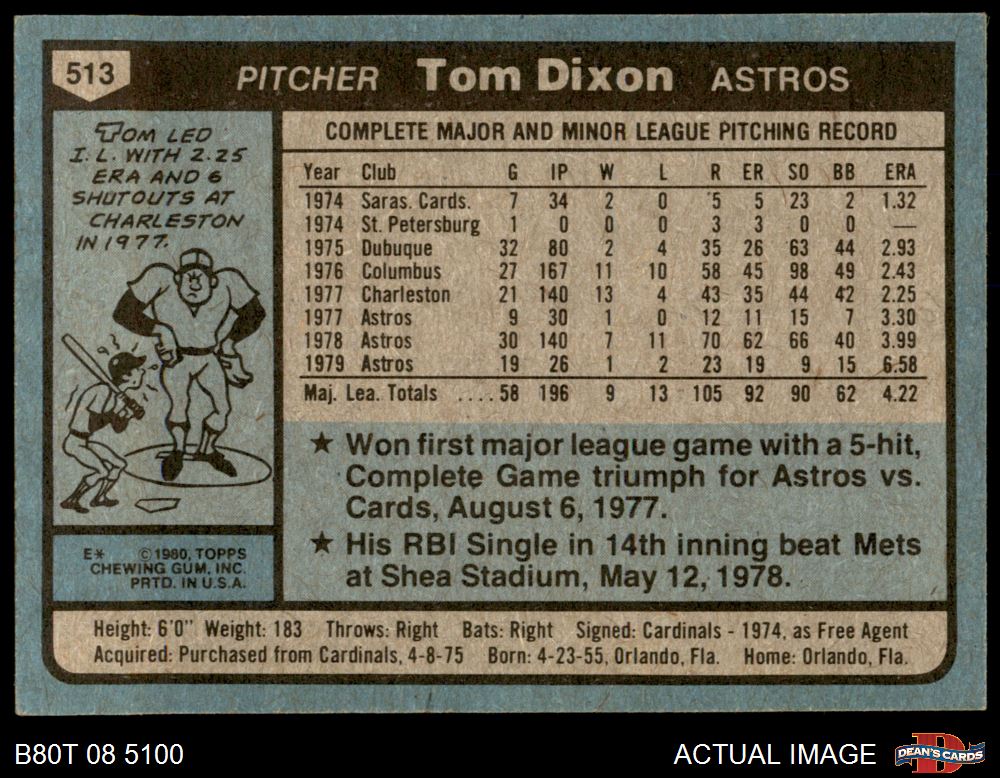 513 PITCHER Tom Dixon ASTROS
TOM LED
I.L. WITH 2.25
ERA AND 6
SHUTOUTS AT
CHARLESTON
IN 1977.
E* ©1980, TOPPS
CHEWING GUM, INC.
PRTD. IN U.S.A.
COMPLETE MAJOR AND MINOR LEAGUE PITCHING RECORD
Year Club G IP W L R ER SO BB ERA
1974 Saras. Cards. 7 34 2 0 5 5 23 2 1.32
1974 St. Petersburg 1 0 0 0 3 3 0 0 —
1975 Dubuque 32 80 2 4 35 26 63 44 2.93
1976 Columbus 27 167 11 10 58 45 98 49 2.43
1977 Charleston 21 140 13 4 43 35 44 42 2.25
1977 Astros 9 30 1 0 12 11 15 7 3.30
1978 Astros 30 140 7 11 70 62 66 40 3.99
1979 Astros 19 26 1 2 23 19 9 15 6.58
Maj. Lea. Totals ....58 196 9 13 105 92 90 62 4.22
★ Won first major league game with a 5-hit,
Complete Game triumph for Astros vs.
Cards, August 6, 1977.
★ His RBI Single in 14th inning beat Mets
at Shea Stadium, May 12, 1978.
Height: 6'0" Weight: 183 Throws: Right Bats: Right Signed: Cardinals - 1974, as Free Agent
Acquired: Purchased from Cardinals, 4-8-75 Born: 4-23-55, Orlando, Fla. Home: Orlando, Fla.
B80T 08 5100 ACTUAL IMAGE D DEAN'S CARDS